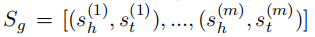 $S_g = [(s_h^{(1)}, s_t^{(1)}), ..., (s_h^{(m)}, s_t^{(m)})]$